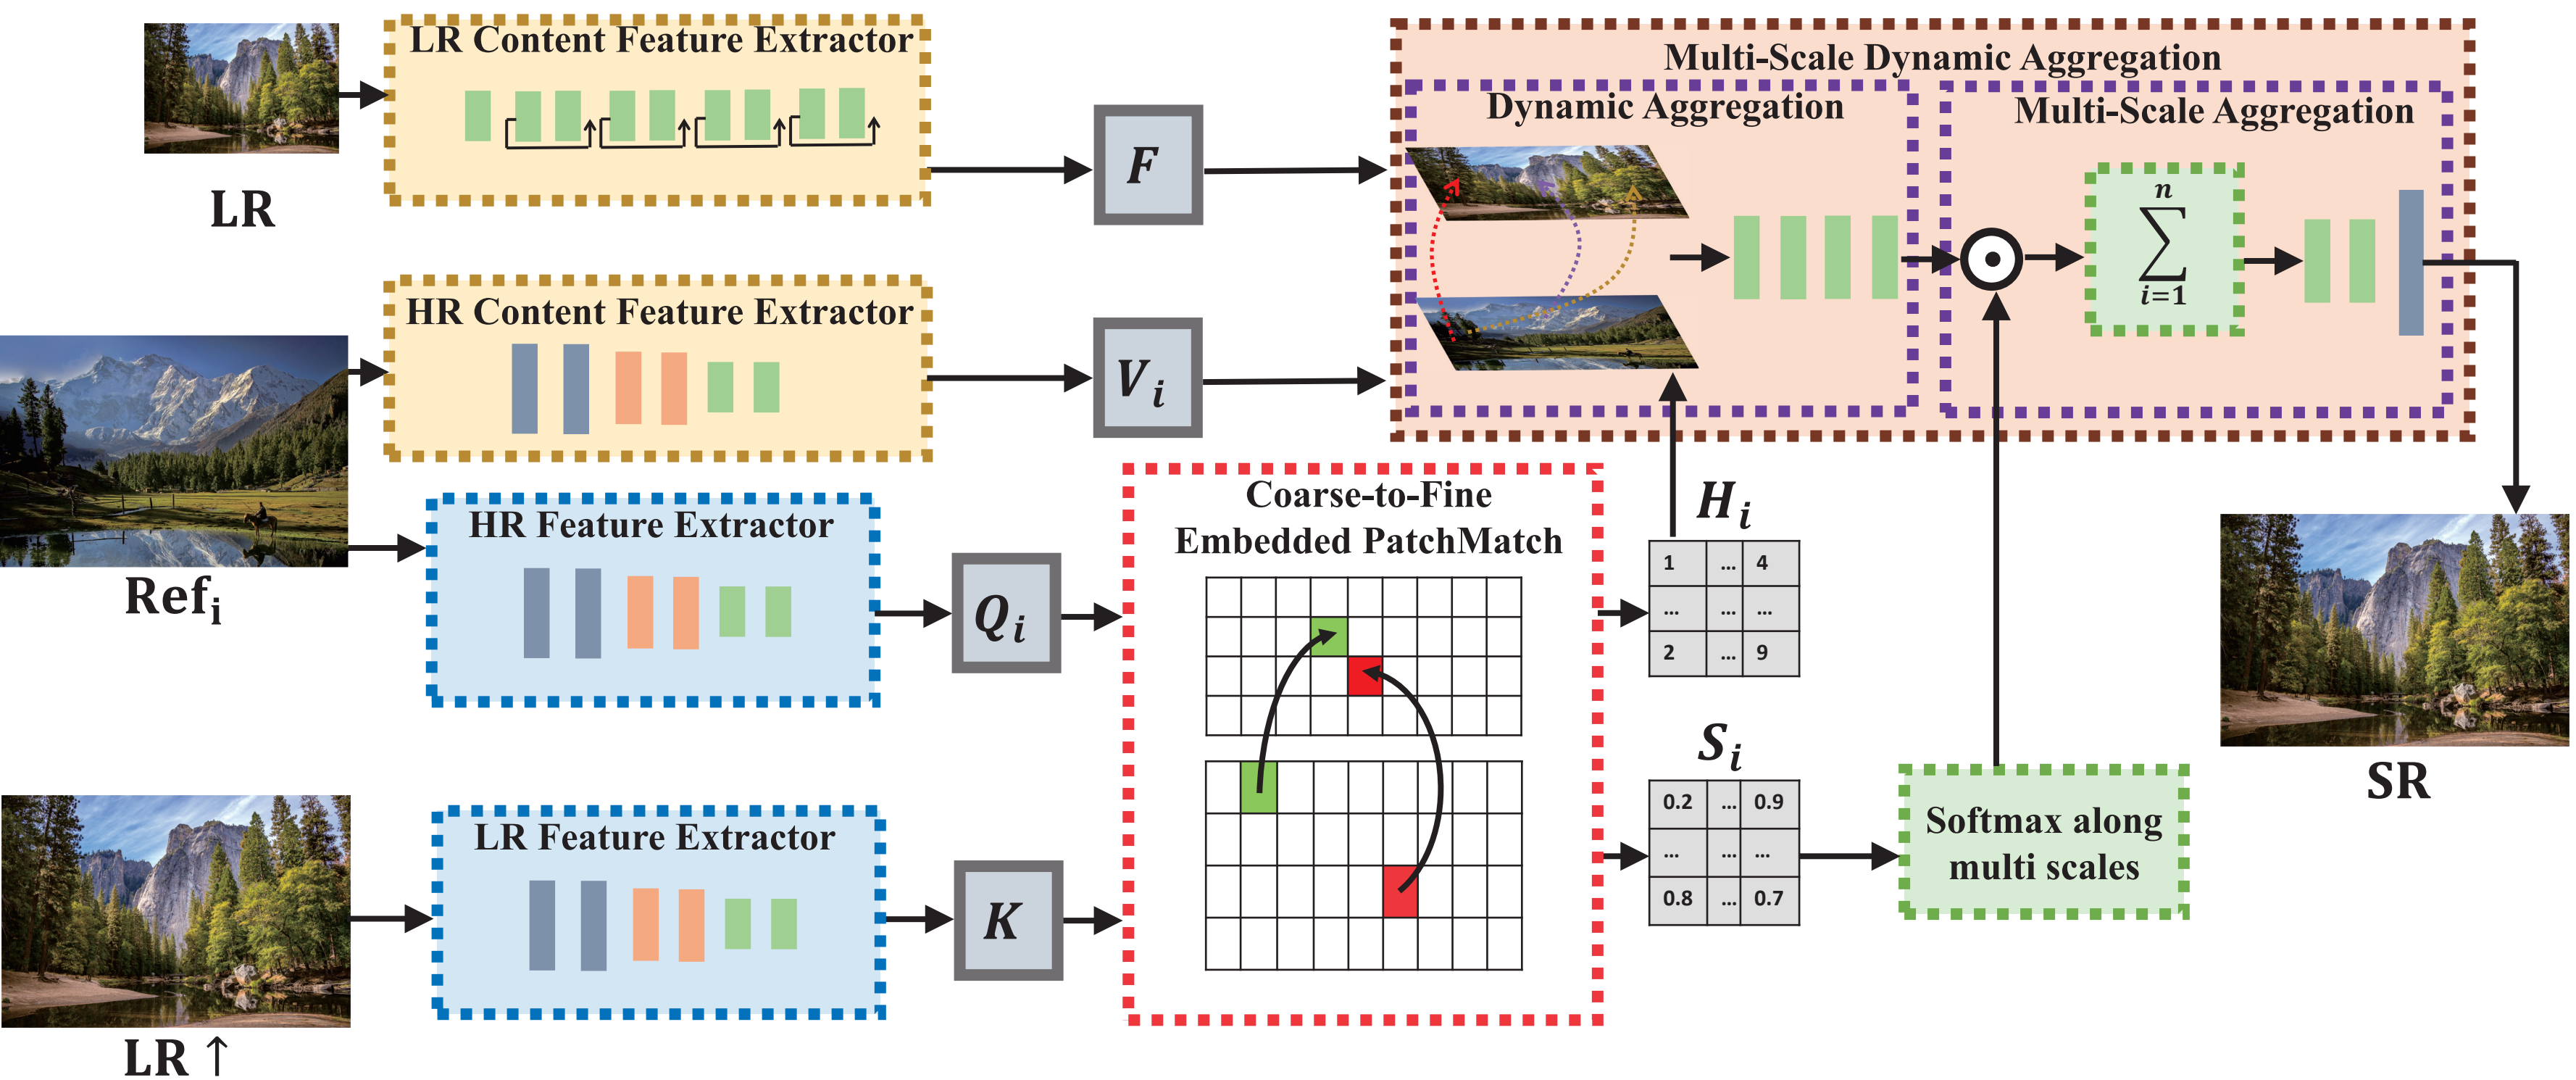 LR Content Feature Extractor
LR
F
Multi-Scale Dynamic Aggregation
Dynamic Aggregation
Multi-Scale Aggregation
n
∑
i=1
HR Content Feature Extractor
V_i
Ref_i
HR Feature Extractor
Q_i
Coarse-to-Fine
Embedded PatchMatch
H_i
1 ... 4
... ... ...
2 ... 9
S_i
0.2 ... 0.9
... ... ...
0.8 ... 0.7
Softmax along
multi scales
SR
LR Feature Extractor
K
LR ↑